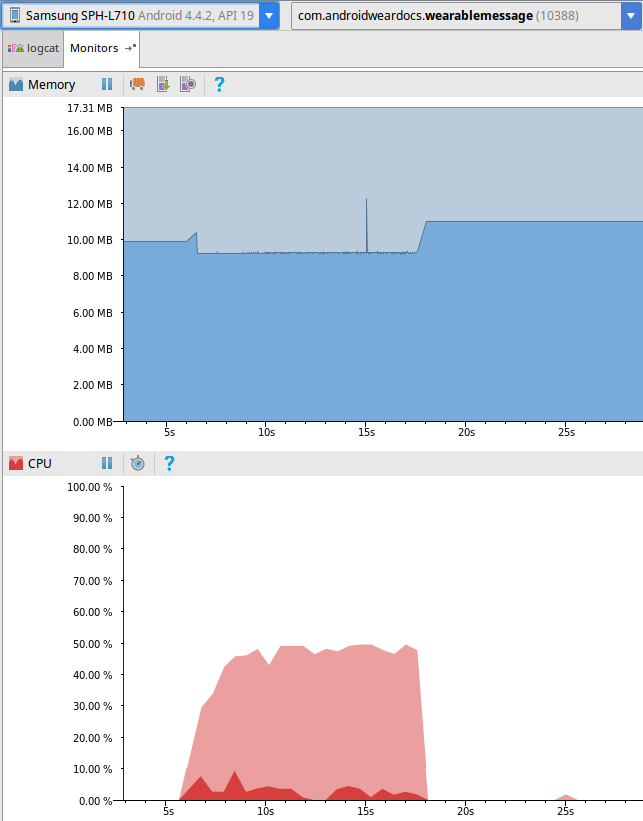 Samsung SPH-L710 Android 4.4.2, API 19
com.androidweardocs.wearablemessage (10388)
logcat
Monitors
Memory
?
17.31 MB
16.00 MB
14.00 MB
12.00 MB
10.00 MB
8.00 MB
6.00 MB
4.00 MB
2.00 MB
0.00 MB
5s 10s 15s 20s 25s
CPU
?
100.00 %
90.00 %
80.00 %
70.00 %
60.00 %
50.00 %
40.00 %
30.00 %
20.00 %
10.00 %
0.00 %
5s 10s 15s 20s 25s